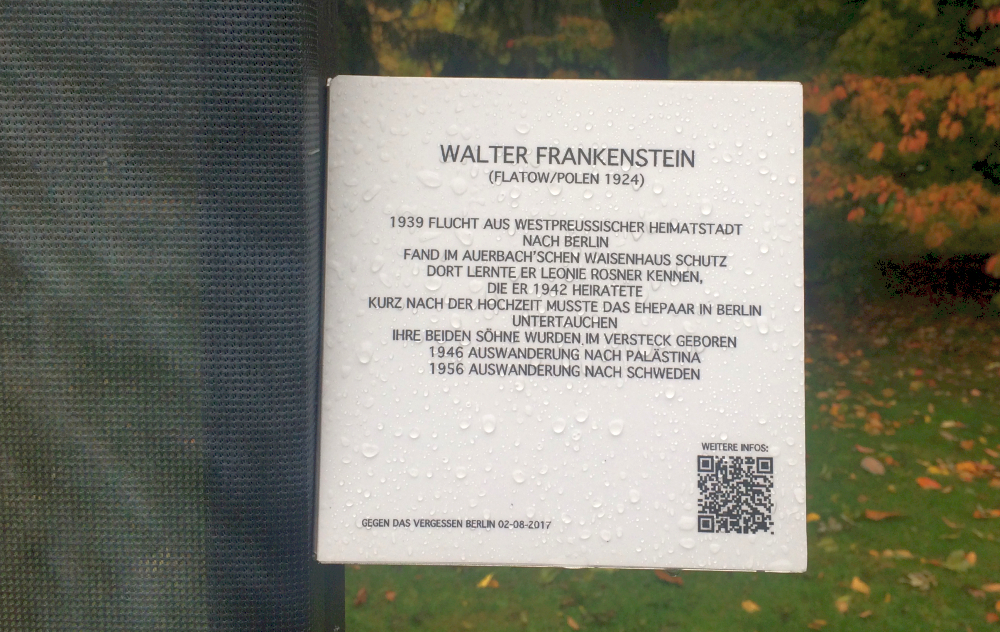 WALTER FRANKENSTEIN
(FLATOW/POLEN 1924)
1939 FLUCHT AUS WESTPREUSSISCHER HEIMATSTADT
NACH BERLIN
FAND IM AUERBACH'SCHEN WAISENHAUS SCHUTZ
DORT LERNTE ER LEONIE ROSNER KENNEN,
DIE ER 1942 HEIRATETE
KURZ NACH DER HOCHZEIT MUSSTE DAS EHEPAAR IN BERLIN
UNTERTAUCHEN
IHRE BEIDEN SÖHNE WURDEN IM VERSTECK GEBOREN
1946 AUSWANDERUNG NACH PALÄSTINA
1956 AUSWANDERUNG NACH SCHWEDEN
WEITERE INFOS:
GEGEN DAS VERGESSEN BERLIN 02-08-2017